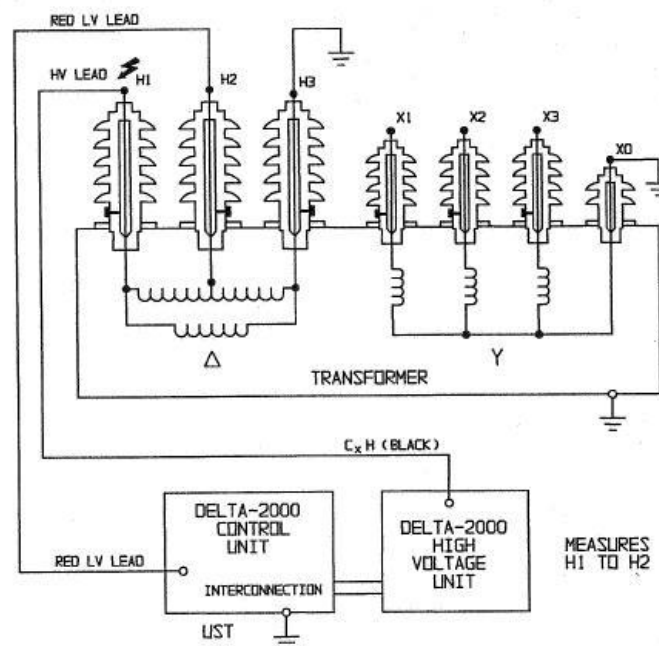 RED LV LEAD
HV LEAD
H1
H2
H3
X1
X2
X3
XO
Δ
Y
TRANSFORMER
CxH (BLACK)
DELTA-2000
CONTROL
UNIT
DELTA-2000
HIGH
VOLTAGE
UNIT
MEASURES
H1 TO H2
RED LV LEAD
INTERCONNECTION
UST